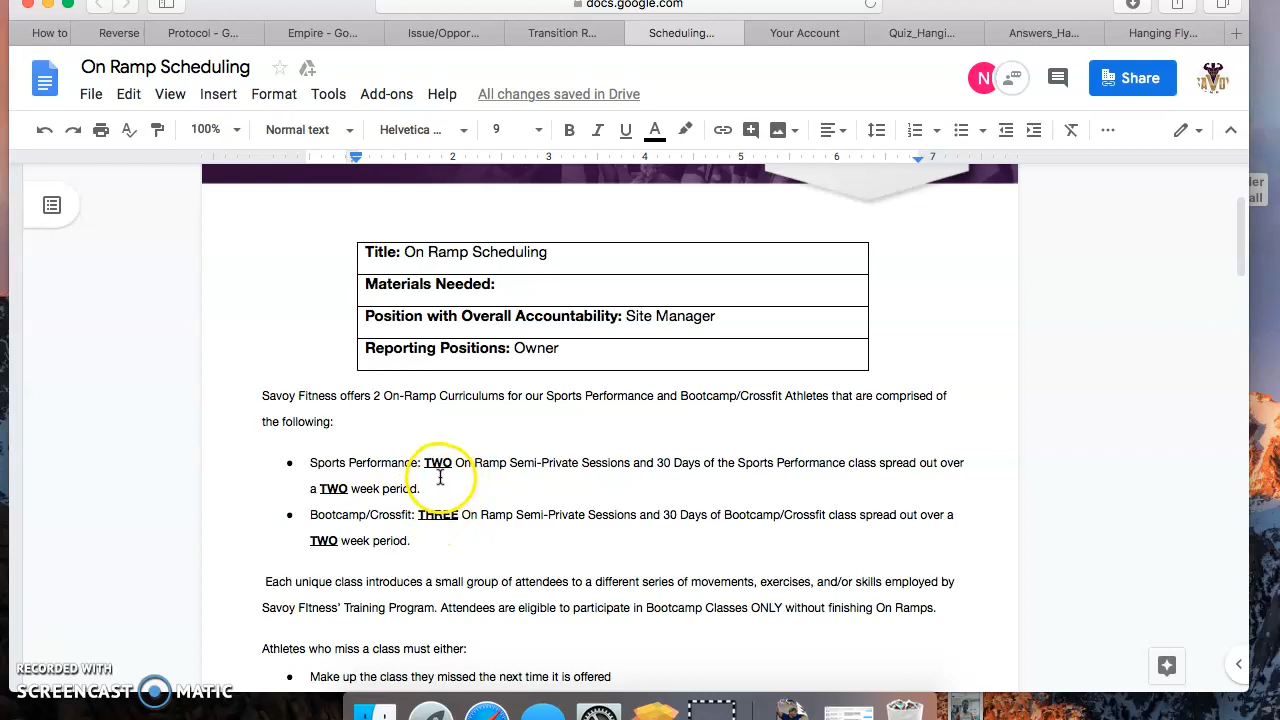 docs.google.com
How to
Reverse
Protocol - G...
Empire - Go...
Issue/Oppor...
Transition R...
Scheduling...
Your Account
Quiz_Hangi...
Answers_Ha...
Hanging Fly...
On Ramp Scheduling
N
Share
File Edit View Insert Tools Add-ons Help All changes saved in Drive
100% Normal text Helvetica ... 9 B I U A
2 3 4 5 6 7
Title: On Ramp Scheduling
Materials Needed:
Position with Overall Accountability: Site Manager
Reporting Positions: Owner
Savoy Fitness offers 2 On-Ramp Curriculums for our Sports Performance and Bootcamp/Crossfit Athletes that are comprised of
the following:
● Sports Performance: TWO On Ramp Semi-Private Sessions and 30 Days of the Sports Performance class spread out over
a TWO week period.
● Bootcamp/Crossfit: THREE On Ramp Semi-Private Sessions and 30 Days of Bootcamp/Crossfit class spread out over a
TWO week period.
Each unique class introduces a small group of attendees to a different series of movements, exercises, and/or skills employed by
Savoy FItness' Training Program. Attendees are eligible to participate in Bootcamp Classes ONLY without finishing On Ramps.
Athletes who miss a class must either:
● Make up the class they missed the next time it is offered
RECORDED WITH
SCREENCAST MATIC